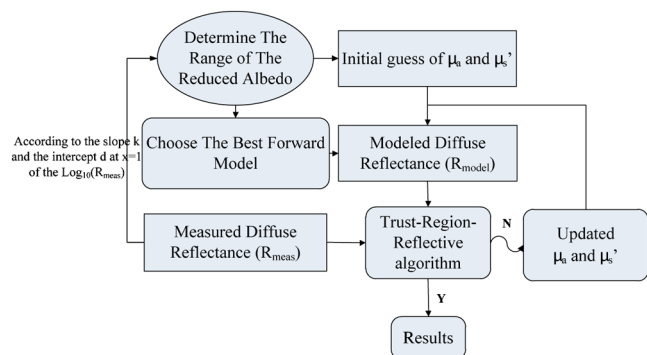 Determine The
Range of The
Reduced Albedo
Initial guess of μa and μs’
According to the slope k
and the intercept d at x=1
of the Log10(Rmeas)
Choose The Best Forward
Model
Modeled Diffuse
Reflectance (Rmodel)
Measured Diffuse
Reflectance (Rmeas)
Trust-Region-
Reflective
algorithm
N
Updated
μa and μs’
Y
Results